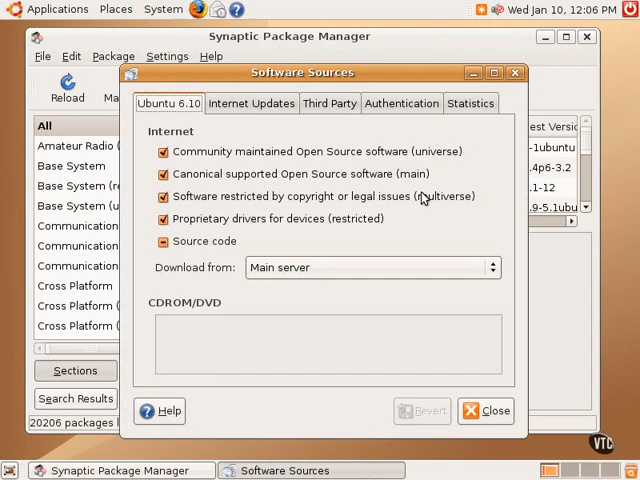 Applications Places System Wed Jan 10, 12:06 PM
Synaptic Package Manager
File Edit Package Settings Help
Software Sources
Reload
Ubuntu 6.10 Internet Updates Third Party Authentication Statistics
All
est Versio
Internet
Amateur Radio (
Community maintained Open Source software (universe)
-1ubuntu
Base System
Canonical supported Open Source software (main)
.4p6-3.2
Base System (
.1-12
Software restricted by copyright or legal issues (multiverse)
Base System (
.9-5.1ubu
Proprietary drivers for devices (restricted)
Communication
Source code
Communication
Communication
Download from: Main server
Cross Platform
CDROM/DVD
Cross Platform (
Cross Platform (
Sections
Search Results
Help Revert Close
20206 packages l
VTC
Synaptic Package Manager Software Sources